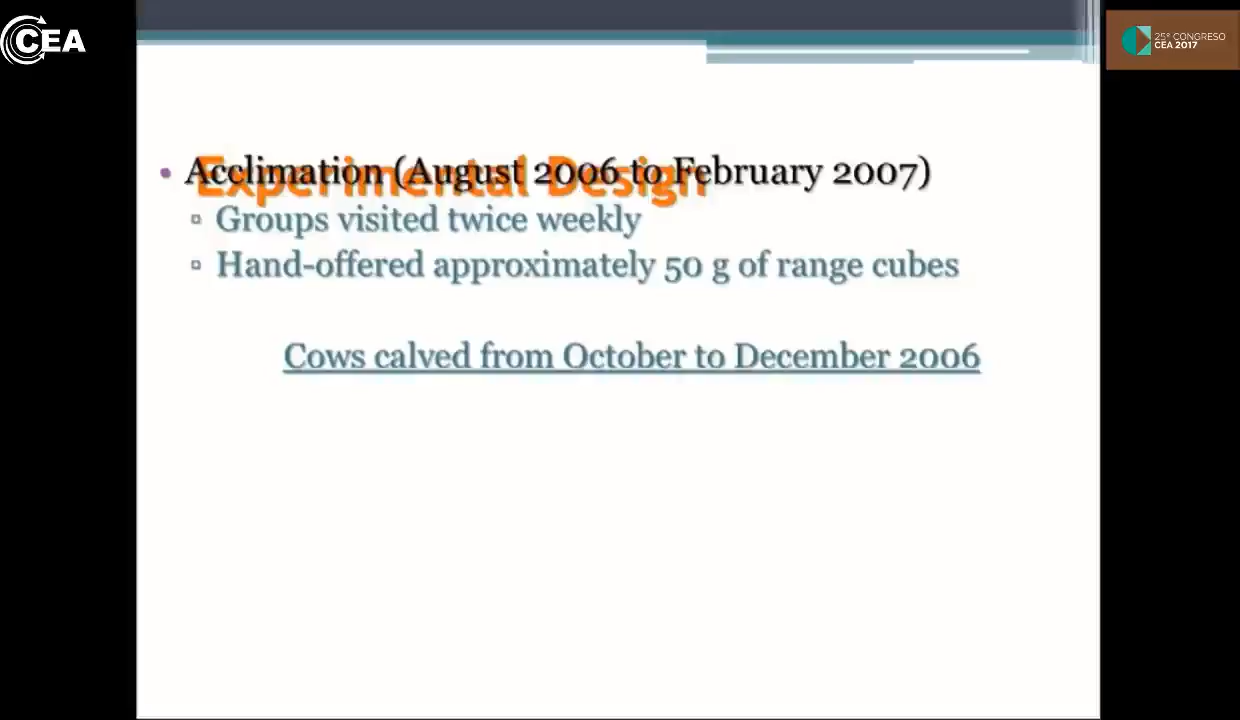 CEA
25º CONGRESO
CEA 2017
Experimental Design
• Acclimation (August 2006 to February 2007)
▫ Groups visited twice weekly
▫ Hand-offered approximately 50 g of range cubes
Cows calved from October to December 2006